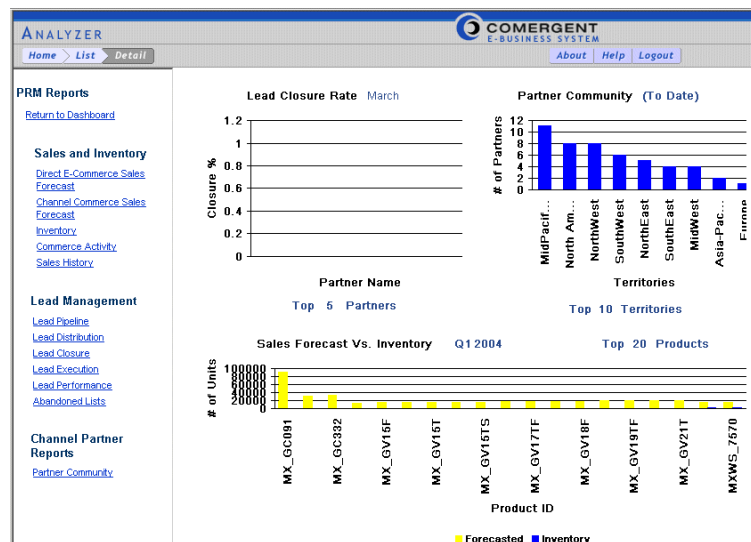 ANALYZER
COMERGENT
E-BUSINESS SYSTEM
Home List Detail
About Help Logout
PRM Reports
Return to Dashboard
Sales and Inventory
Direct E-Commerce Sales
Forecast
Channel Commerce Sales
Forecast
Inventory
Commerce Activity
Sales History
Lead Management
Lead Pipeline
Lead Distribution
Lead Closure
Lead Execution
Lead Performance
Abandoned Lists
Channel Partner
Reports
Partner Community
Lead Closure Rate March
Closure %
1.2
1
0.8
0.6
0.4
0.2
0
Partner Name
Top 5 Partners
Partner Community (To Date)
# of Partners
12
10
8
6
4
2
0
MidPacif...
North Am...
NorthWest
SouthWest
NorthEast
SouthEast
MidWest
Asia-Pac...
Europe
Territories
Top 10 Territories
Sales Forecast Vs. Inventory Q1 2004 Top 20 Products
# of Units
100000
80000
60000
40000
20000
0
MX_GC091
MX_GC332
MX_GV15F
MX_GV15T
MX_GV15TS
MX_GV17TF
MX_GV18F
MX_GV19TF
MX_GV21T
MXWS_7570
Product ID
Forecasted Inventory